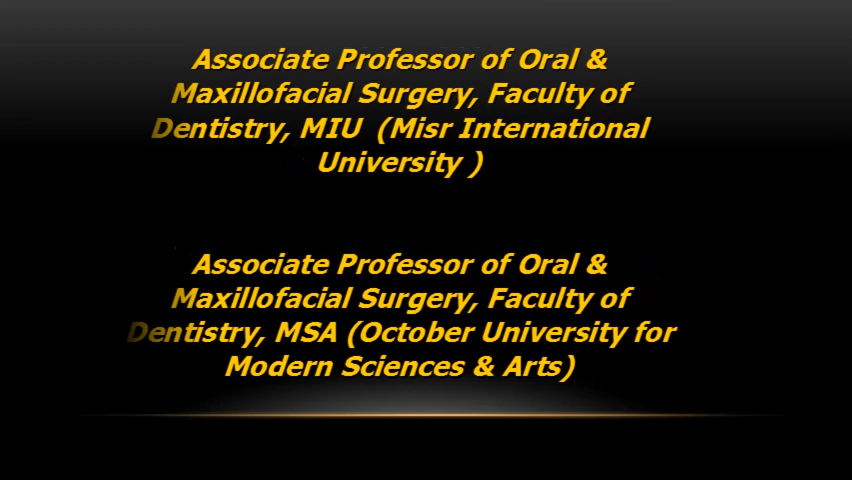 Associate Professor of Oral &
Maxillofacial Surgery, Faculty of
Dentistry, MIU (Misr International
University )
Associate Professor of Oral &
Maxillofacial Surgery, Faculty of
Dentistry, MSA (October University for
Modern Sciences & Arts)